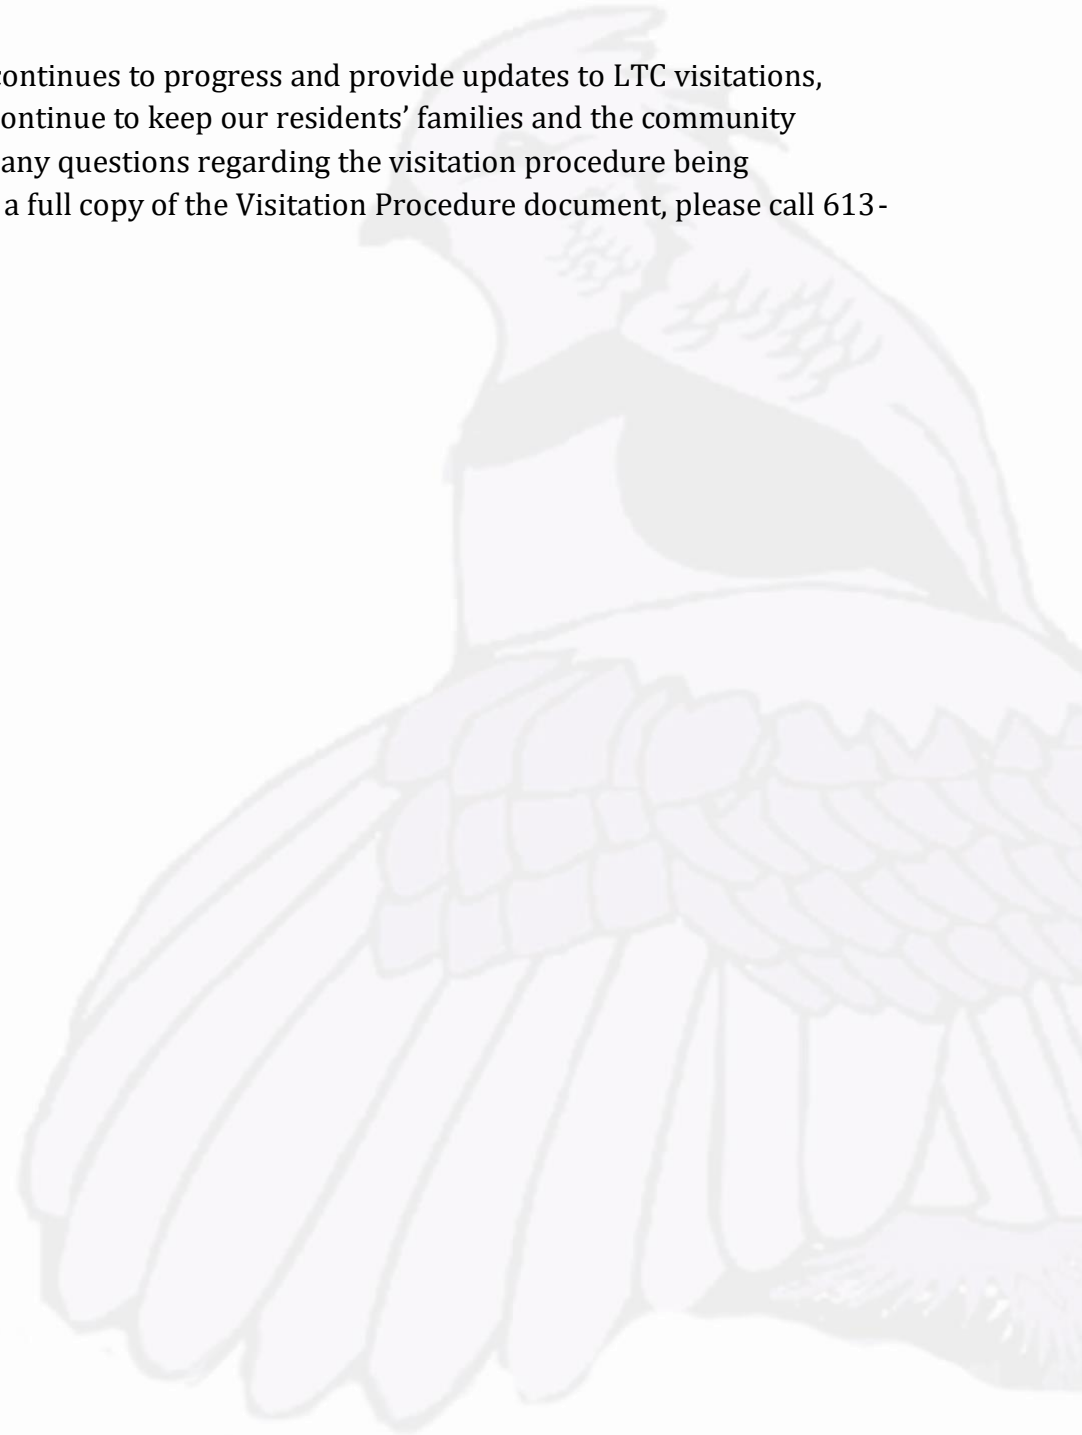 continues to progress and provide updates to LTC visitations,
ontinue to keep our residents’ families and the community
any questions regarding the visitation procedure being
a full copy of the Visitation Procedure document, please call 613-